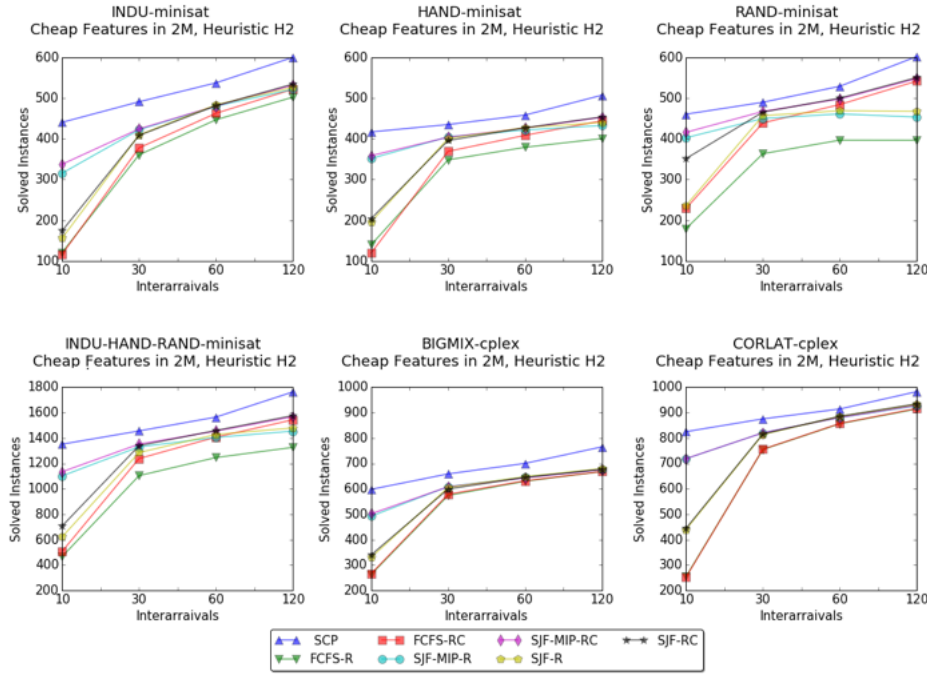 INDU-minisat
Cheap Features in 2M, Heuristic H2
600
500
400
300
200
100
Solved Instances
10 30 60 120
Interarraivals
HAND-minisat
Cheap Features in 2M, Heuristic H2
600
500
400
300
200
100
Solved Instances
10 30 60 120
Interarraivals
RAND-minisat
Cheap Features in 2M, Heuristic H2
600
500
400
300
200
100
Solved Instances
10 30 60 120
Interarraivals
INDU-HAND-RAND-minisat
Cheap Features in 2M, Heuristic H2
1800
1600
1400
1200
1000
800
600
400
200
Solved Instances
10 30 60 120
Interarraivals
BIGMIX-cplex
Cheap Features in 2M, Heuristic H2
1000
900
800
700
600
500
400
300
200
Solved Instances
10 30 60 120
Interarraivals
CORLAT-cplex
Cheap Features in 2M, Heuristic H2
1000
900
800
700
600
500
400
300
200
Solved Instances
10 30 60 120
Interarraivals
SCP FCFS-RC SJF-MIP-RC SJF-RC
FCFS-R SJF-MIP-R SJF-R